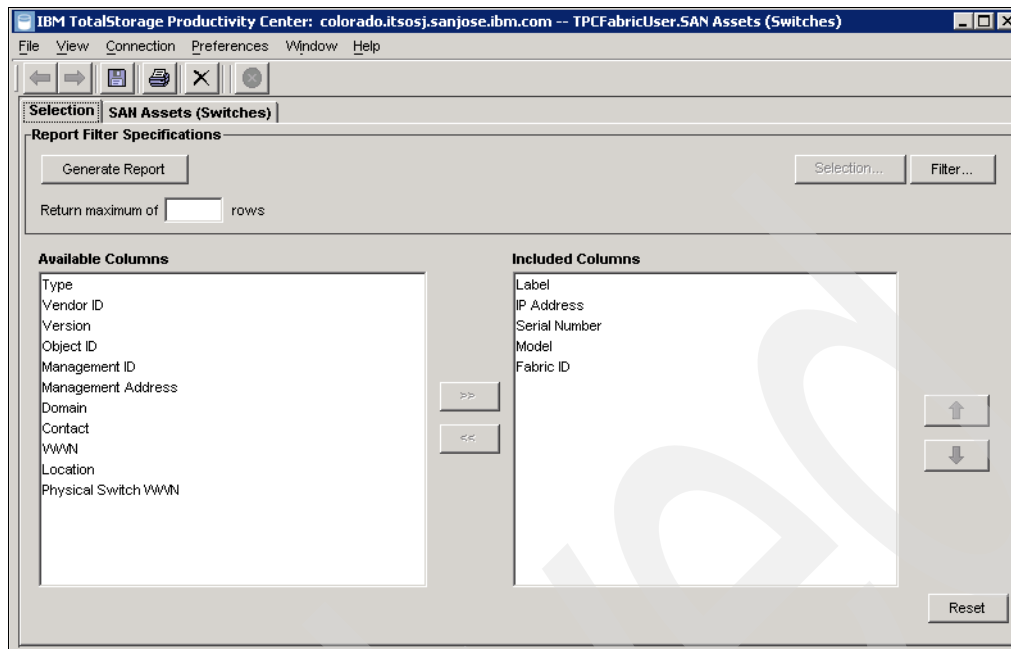 IBM TotalStorage Productivity Center: colorado.itsosj.sanjose.ibm.com -- TPCFabricUser.SAN Assets (Switches)
File View Connection Preferences Window Help
Selection SAN Assets (Switches)
Report Filter Specifications
Generate Report Selection... Filter...
Return maximum of rows
Available Columns
Type
Vendor ID
Version
Object ID
Management ID
Management Address
Domain
Contact
WWN
Location
Physical Switch WWN
>>
<<
Included Columns
Label
IP Address
Serial Number
Model
Fabric ID
Reset